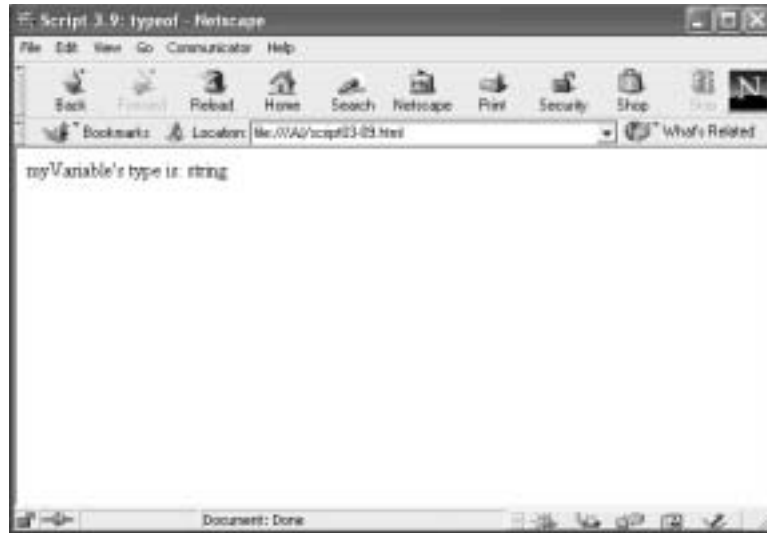 Script 3.9: typeof - Netscape
File Edit View Go Communicator Help
Back Forward Reload Home Search Netscape Print Security Shop Stop
N
Bookmarks Location: file:///A|/script03-09.html What's Related
myVariable's type is: string
Document: Done